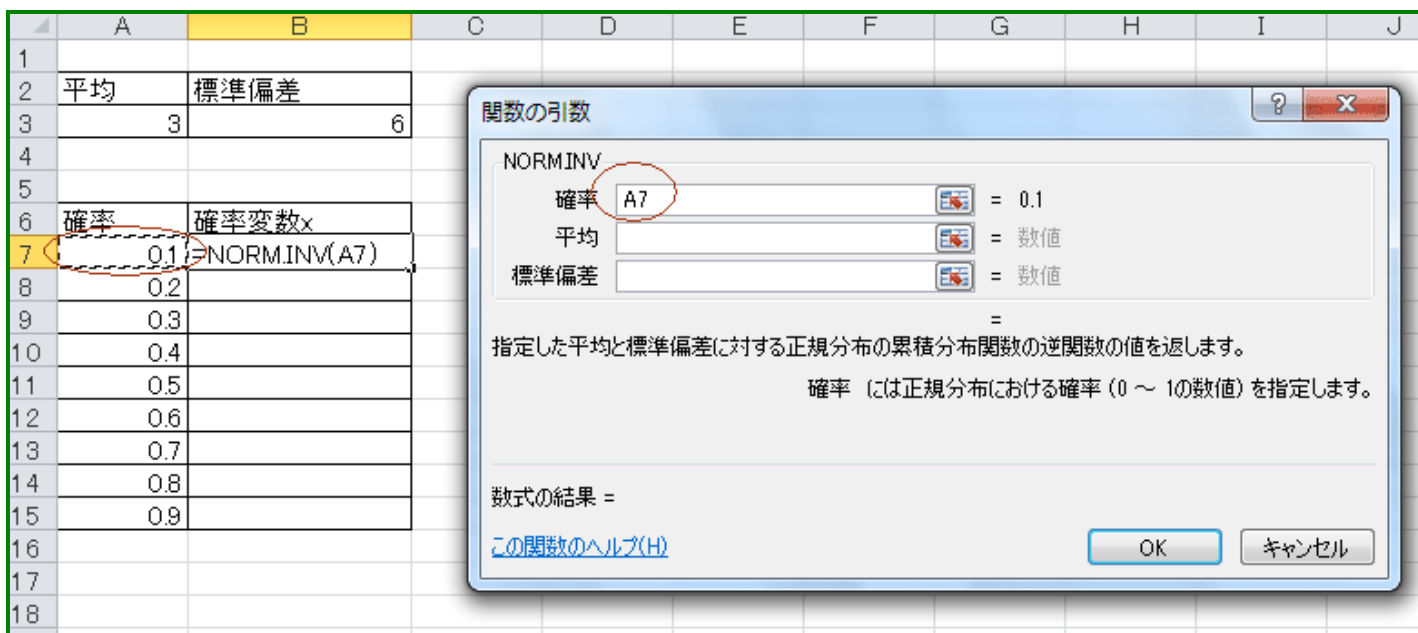 A B C D E F G H I J
1
2 平均 標準偏差
3 3 6
4
5
6 確率 確率変数x
7 0.1 =NORM.INV(A7)
8 0.2
9 0.3
10 0.4
11 0.5
12 0.6
13 0.7
14 0.8
15 0.9
16
17
18
関数の引数
NORM.INV
確率 A7 = 0.1
平均 = 数値
標準偏差 = 数値
=
指定した平均と標準偏差に対する正規分布の累積分布関数の逆関数の値を返します。
確率 には正規分布における確率 (0 ～ 1の数値) を指定します。
数式の結果 =
この関数のヘルプ(H) OK キャンセル